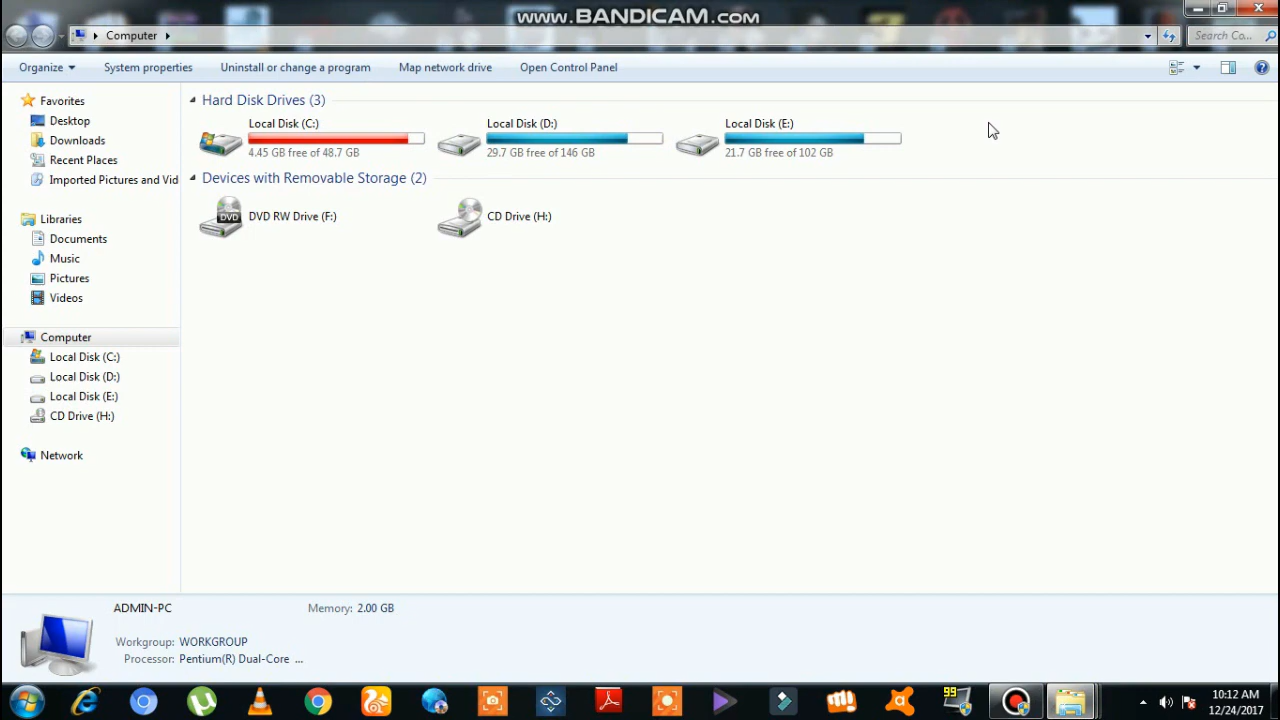 www.BANDICAM.com
Computer
Search Co...
Organize
System properties
Uninstall or change a program
Map network drive
Open Control Panel
Favorites
Desktop
Downloads
Recent Places
Imported Pictures and Vid
Libraries
Documents
Music
Pictures
Videos
Computer
Local Disk (C:)
Local Disk (D:)
Local Disk (E:)
CD Drive (H:)
Network
Hard Disk Drives (3)
Local Disk (C:)
4.45 GB free of 48.7 GB
Local Disk (D:)
29.7 GB free of 146 GB
Local Disk (E:)
21.7 GB free of 102 GB
Devices with Removable Storage (2)
DVD
DVD RW Drive (F:)
CD Drive (H:)
ADMIN-PC
Memory: 2.00 GB
Workgroup: WORKGROUP
Processor: Pentium(R) Dual-Core ...
99
10:12 AM
12/24/2017